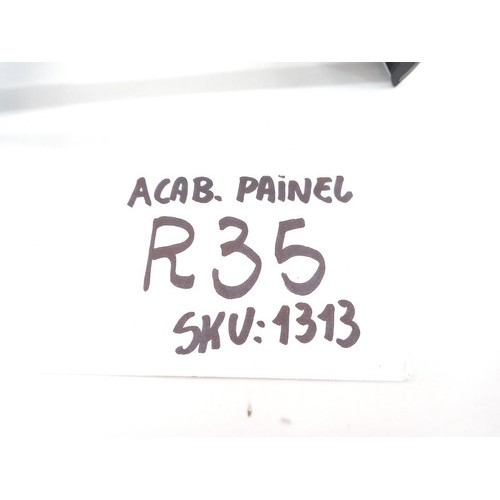 ACAB. PAINEL
R35
SKU: 1313